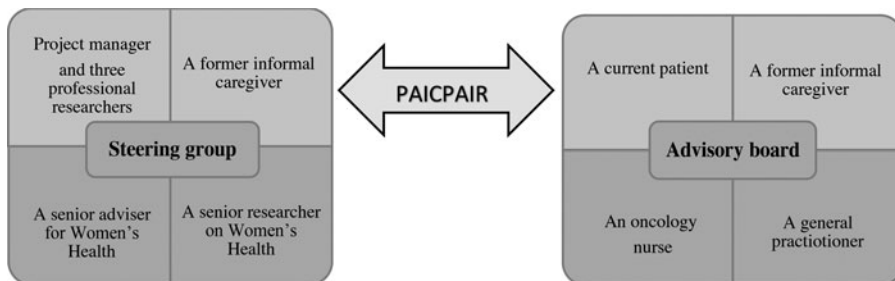 Project manager
and three
professional
researchers
A former informal
caregiver
Steering group
A senior adviser
for Women's
Health
A senior researcher
on Women's
Health
PAICPAIR
A current patient
A former informal
caregiver
Advisory board
An oncology
nurse
A general
practiotioner